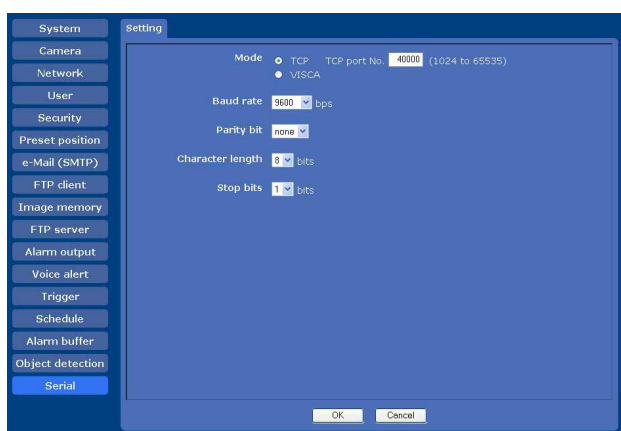 System
Camera
Network
User
Security
Preset position
e-Mail (SMTP)
FTP client
Image memory
FTP server
Alarm output
Voice alert
Trigger
Schedule
Alarm buffer
Object detection
Serial
Setting
Mode TCP TCP port No. 40000 (1024 to 65535)
VISCA
Baud rate 9600 bps
Parity bit none
Character length 8 bits
Stop bits 1 bits
OK Cancel